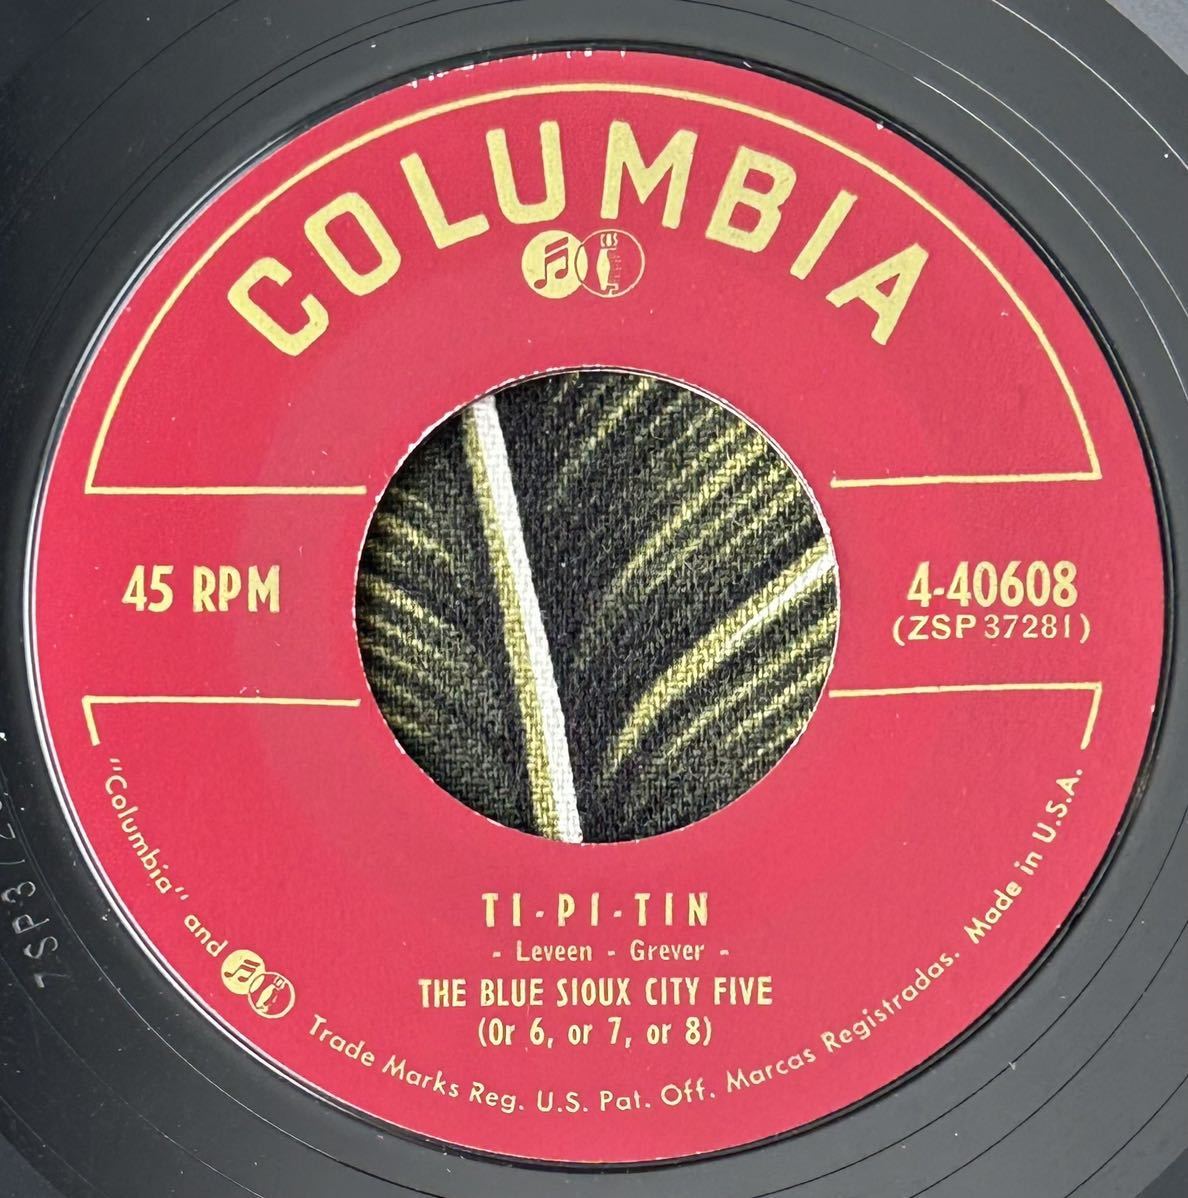 COLUMBIA
CBS
45 RPM
4-40608
(ZSP 37281)
TI-PI-TIN
- Leveen - Grever -
THE BLUE SIOUX CITY FIVE
(Or 6, or 7, or 8)
"Columbia" and Trade Marks Reg. U.S. Pat. Off. Marcas Registradas. Made in U.S.A.